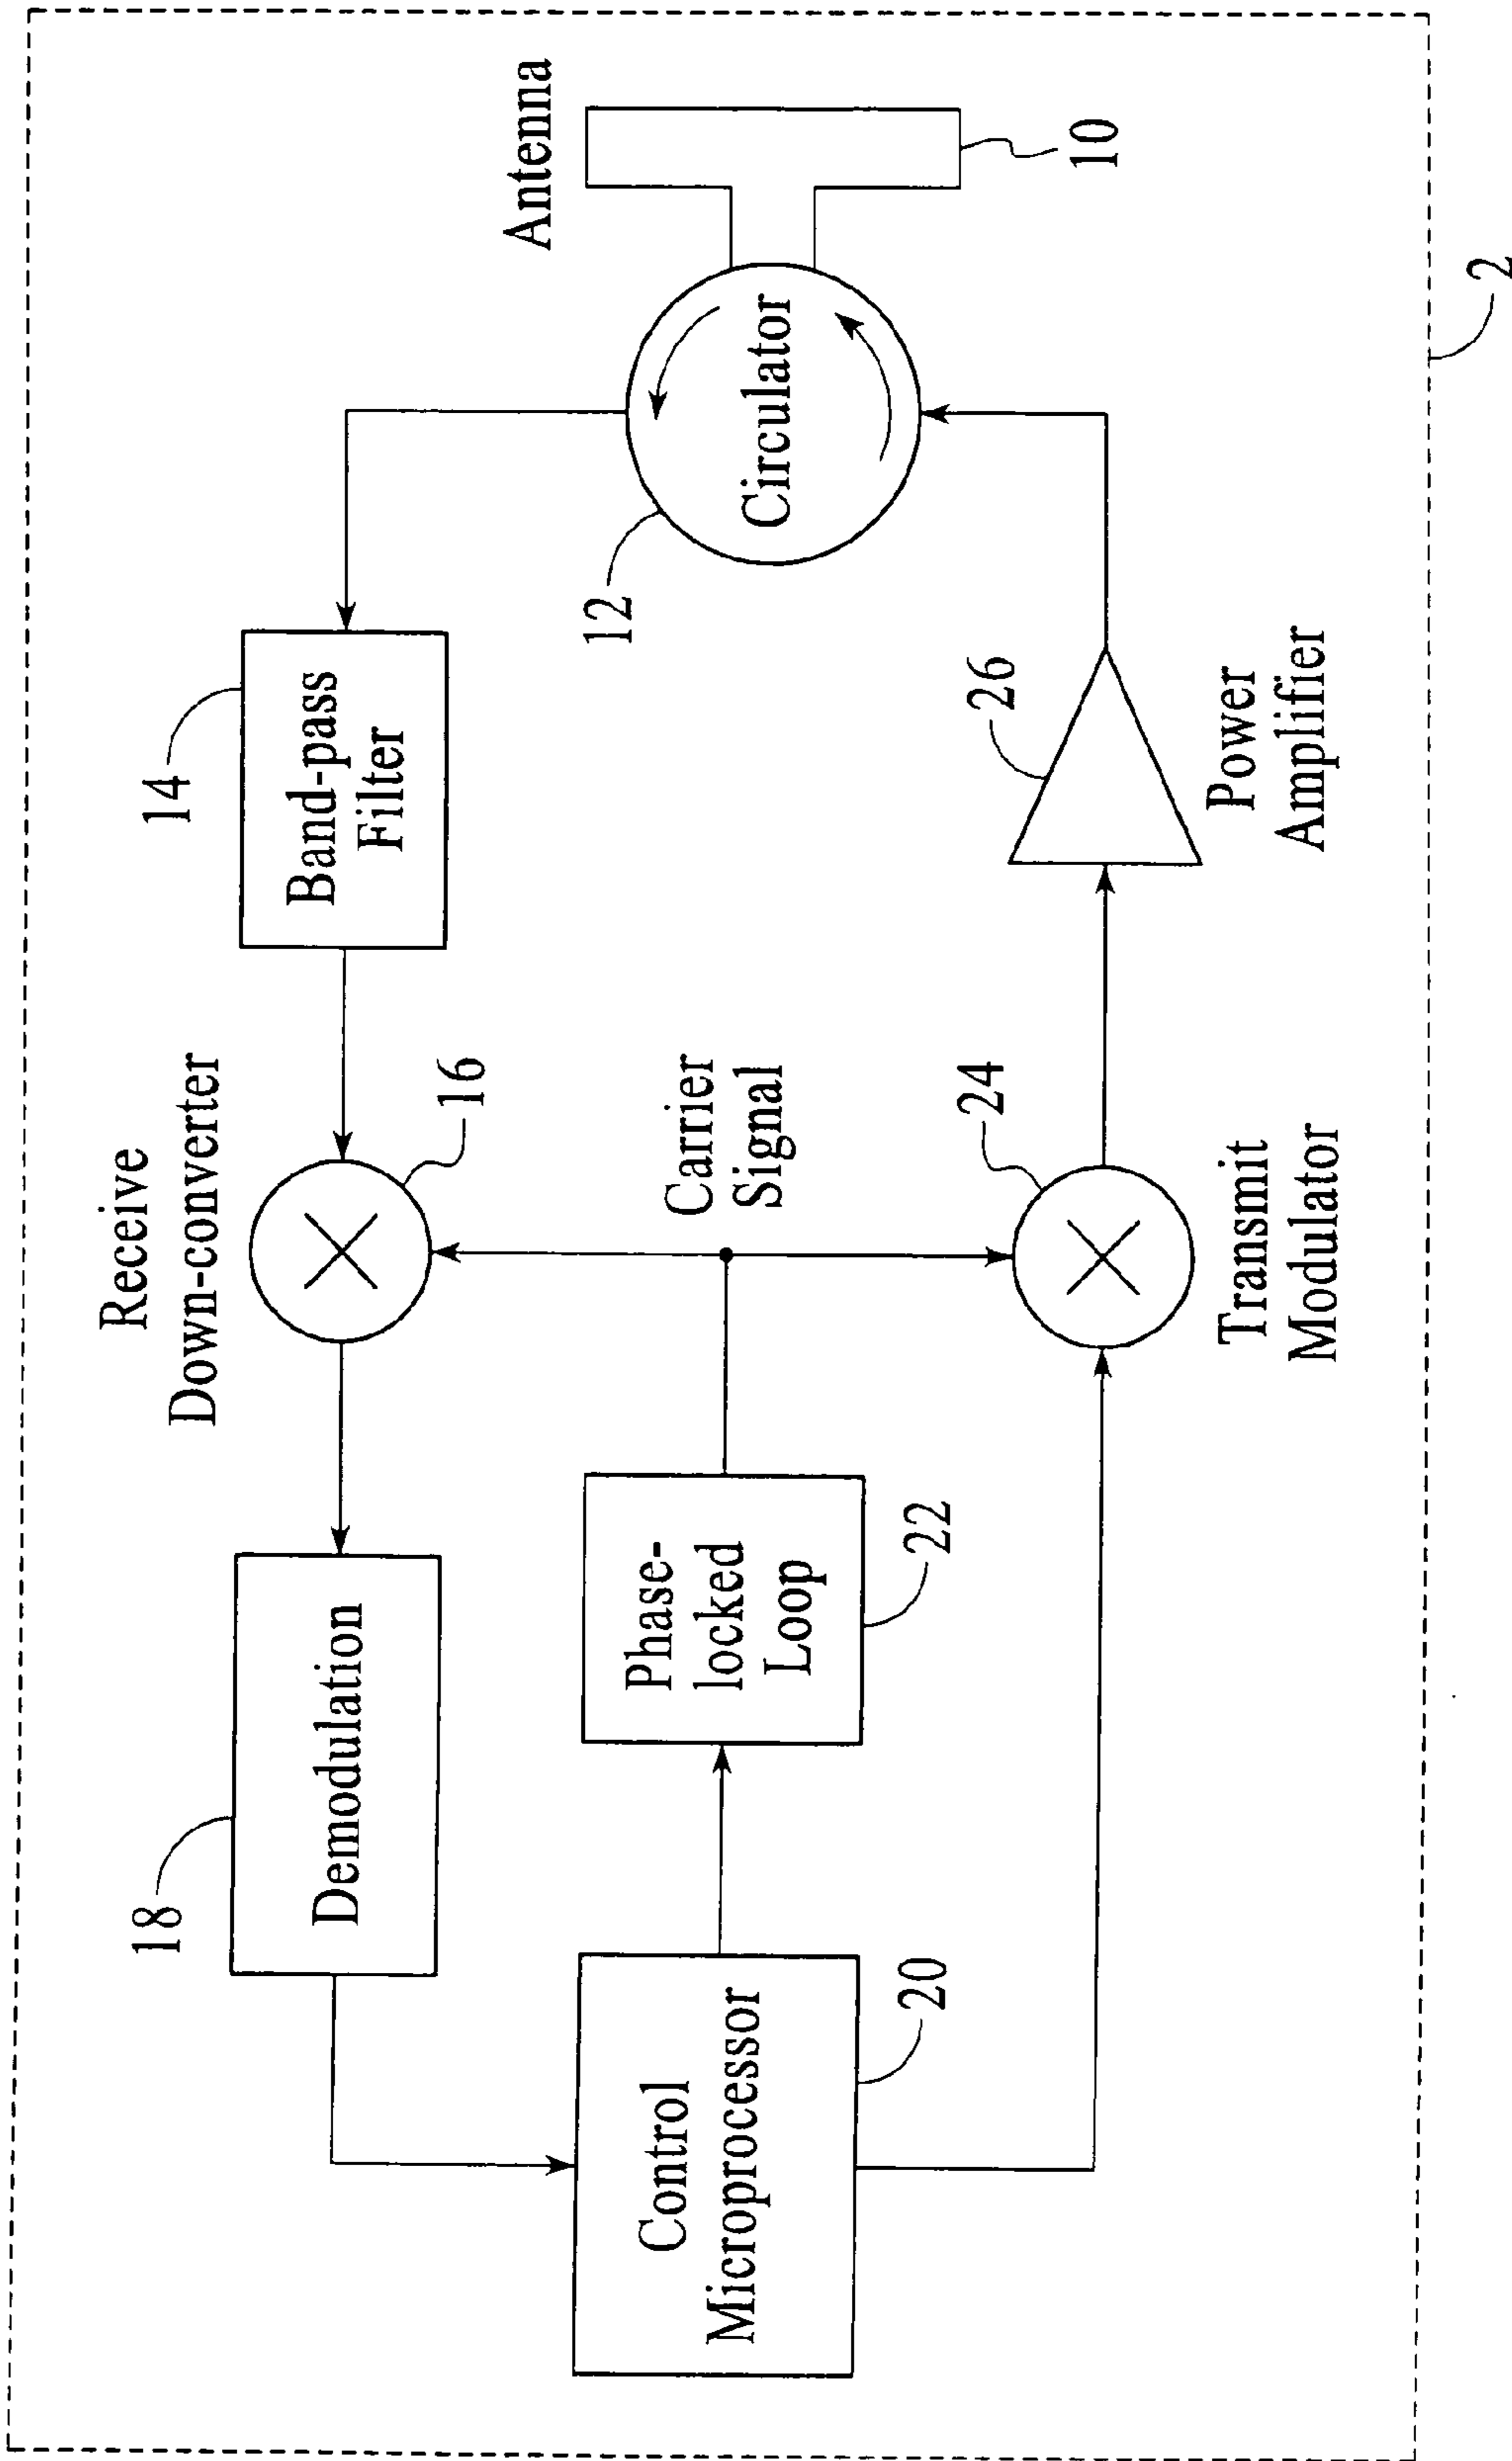 Receive
Down-converter
14
18
Band-pass
Filter
Demodulation
16
Antenna
12
Phase-
locked
Loop
Carrier
Signal
Circulator
Control
Microprocessor
20
22
24
26
10
Transmit
Modulator
Power
Amplifier
2